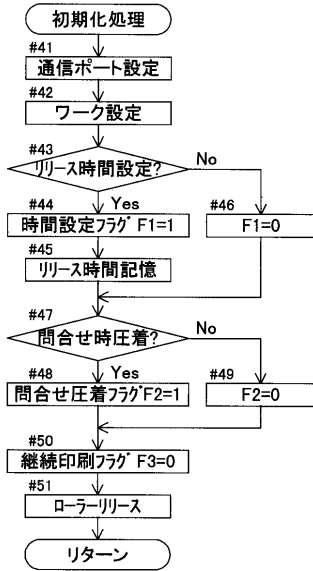 初期化処理
#41
通信ポート設定
#42
ワーク設定
#43
リリース時間設定?
No
Yes
#44
時間設定フラグF1=1
#46
F1=0
#45
リリース時間記憶
#47
問合せ時圧着?
No
Yes
#48
問合せ圧着フラグF2=1
#49
F2=0
#50
継続印刷フラグF3=0
#51
ローラーリリース
リターン